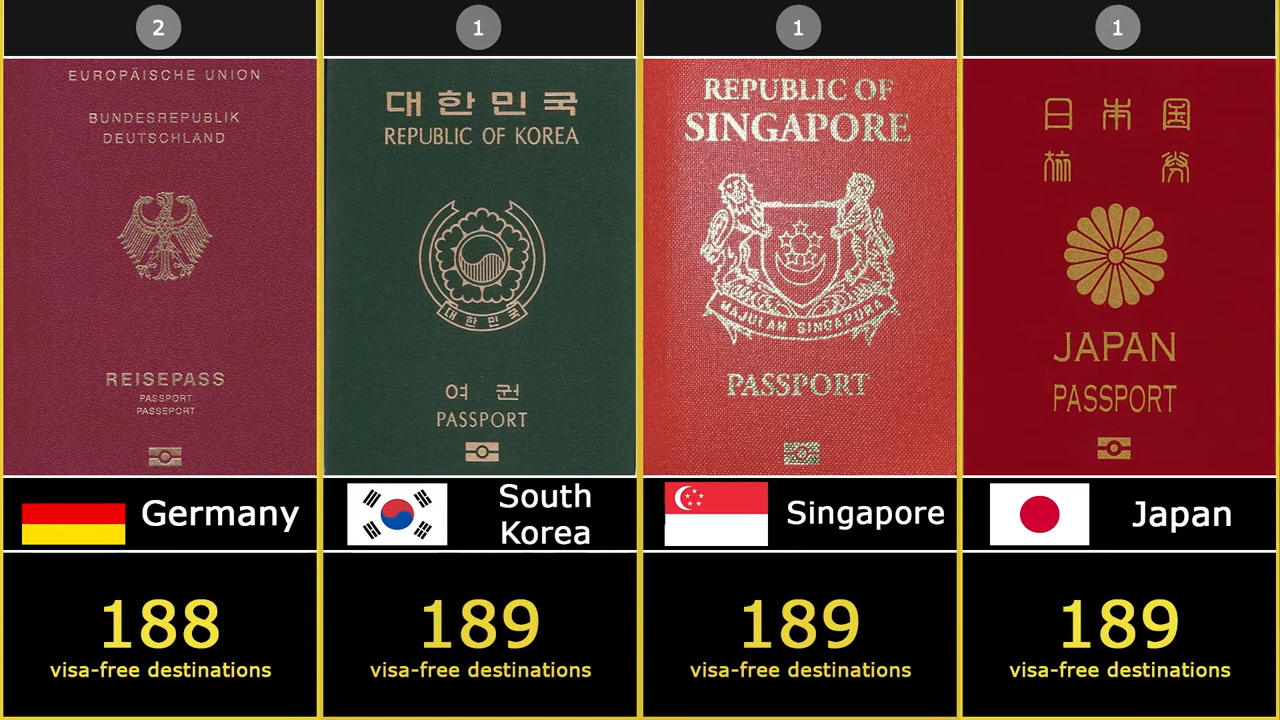 2
EUROPÄISCHE UNION
BUNDESREPUBLIK
DEUTSCHLAND
REISEPASS
PASSPORT
PASSEPORT
Germany
188
visa-free destinations
1
대한민국
REPUBLIC OF KOREA
대한민국
여권
PASSPORT
South
Korea
189
visa-free destinations
1
REPUBLIC OF
SINGAPORE
MAJULAH SINGAPURA
PASSPORT
Singapore
189
visa-free destinations
1
日本国
旅券
JAPAN
PASSPORT
Japan
189
visa-free destinations